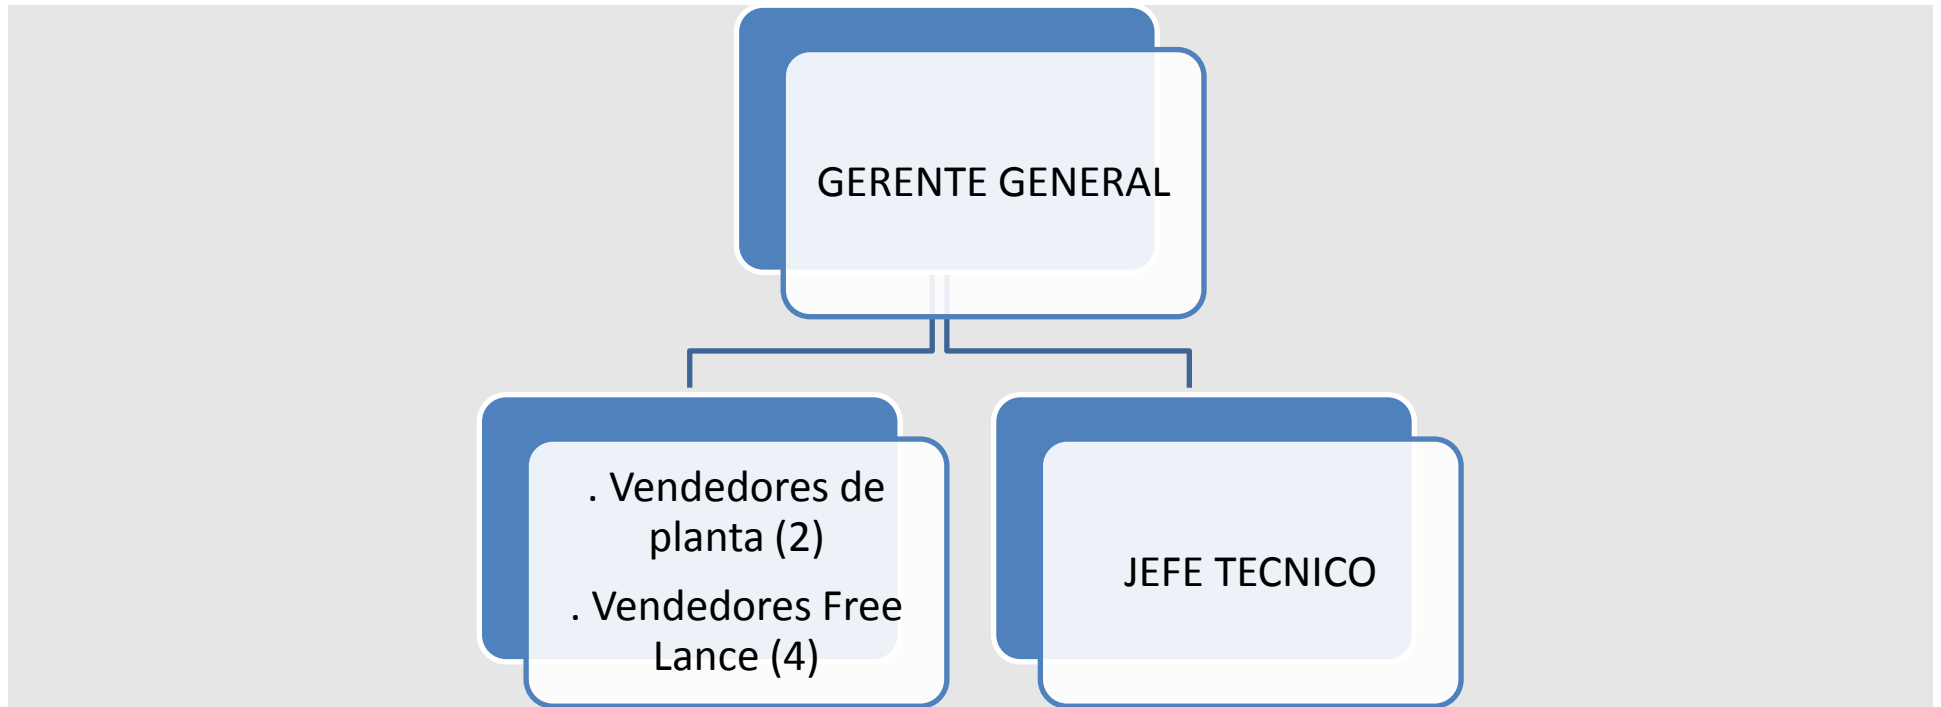 GERENTE GENERAL
. Vendedores de
planta (2)
. Vendedores Free
Lance (4)
JEFE TECNICO